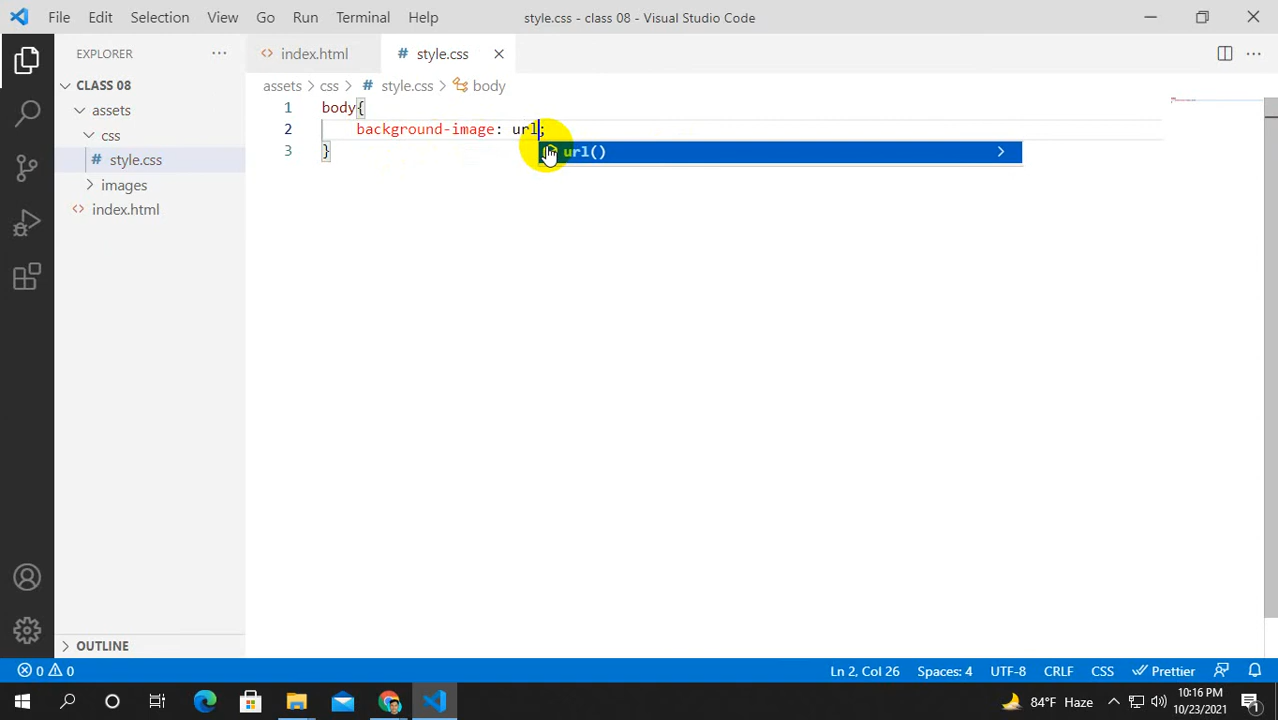 File Edit Selection View Go Run Terminal Help style.css - class 08 - Visual Studio Code
EXPLORER ... <> index.html # style.css
CLASS 08
assets > css > # style.css > body
assets
css
# style.css
images
<> index.html
1 body{
2 background-image: url;
3 }
url()
OUTLINE
0 0 Ln 2, Col 26 Spaces: 4 UTF-8 CRLF CSS Prettier
84°F Haze 10:16 PM
10/23/2021 1